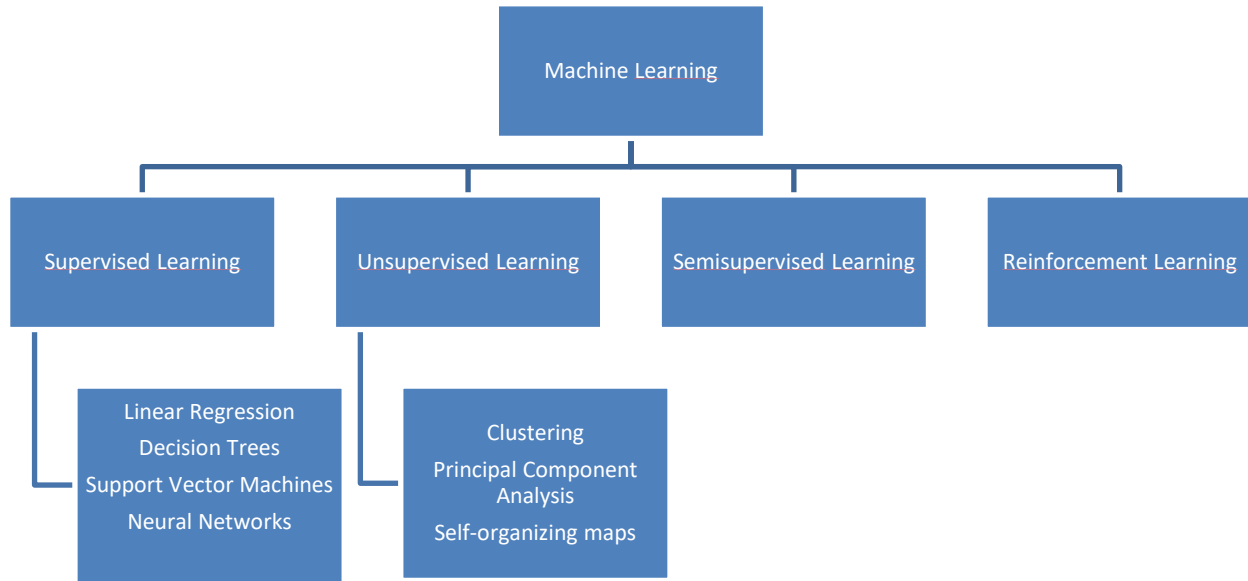 Machine Learning
Supervised Learning
Unsupervised Learning
Semisupervised Learning
Reinforcement Learning
Linear Regression
Decision Trees
Support Vector Machines
Neural Networks
Clustering
Principal Component
Analysis
Self-organizing maps